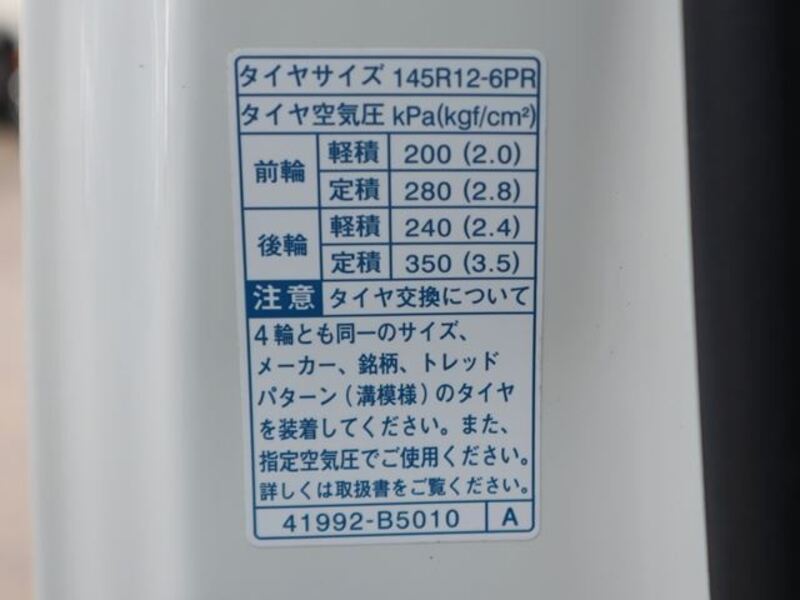 タイヤサイズ 145R12-6PR
タイヤ空気圧 kPa(kgf/cm²)
前輪 軽積 200 (2.0)
定積 280 (2.8)
後輪 軽積 240 (2.4)
定積 350 (3.5)
注意 タイヤ交換について
4輪とも同一のサイズ、
メーカー、銘柄、トレッド
パターン(溝模様)のタイヤ
を装着してください。また、
指定空気圧でご使用ください。
詳しくは取扱書をご覧ください。
41992-B5010 A